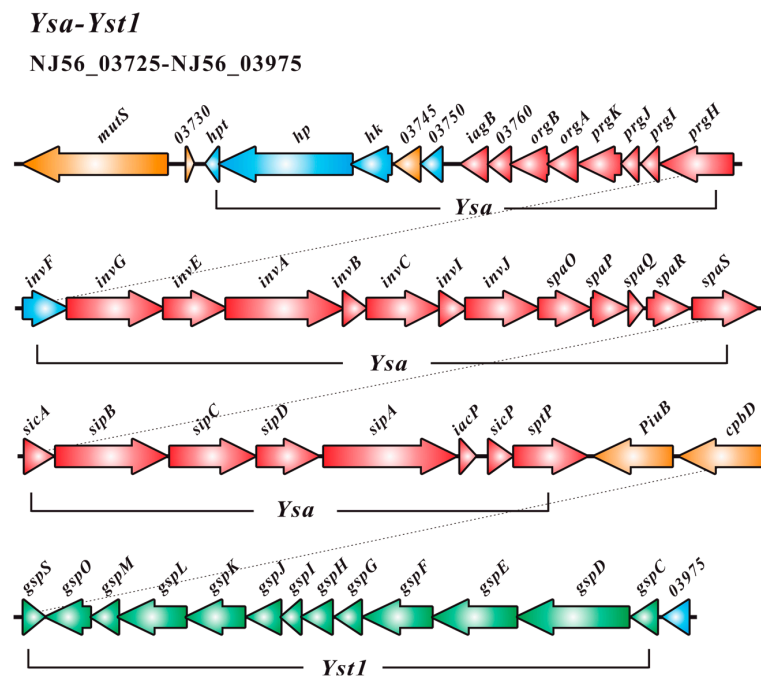 Ysa-Yst1
NJ56_03725-NJ56_03975
mutS 03730 hpt hp hk 03745 03750 iagB 03760 orgB orgA prgK prgJ prgI prgH
Ysa
invF invG invE invA invB invC invI invJ spaO spaP spaQ spaR spaS
Ysa
sicA sipB sipC sipD sipA iacP sicP sptP PiuB cpbD
Ysa
gspS gspO gspM gspL gspK gspJ gspI gspH gspG gspF gspE gspD gspC 03975
Yst1